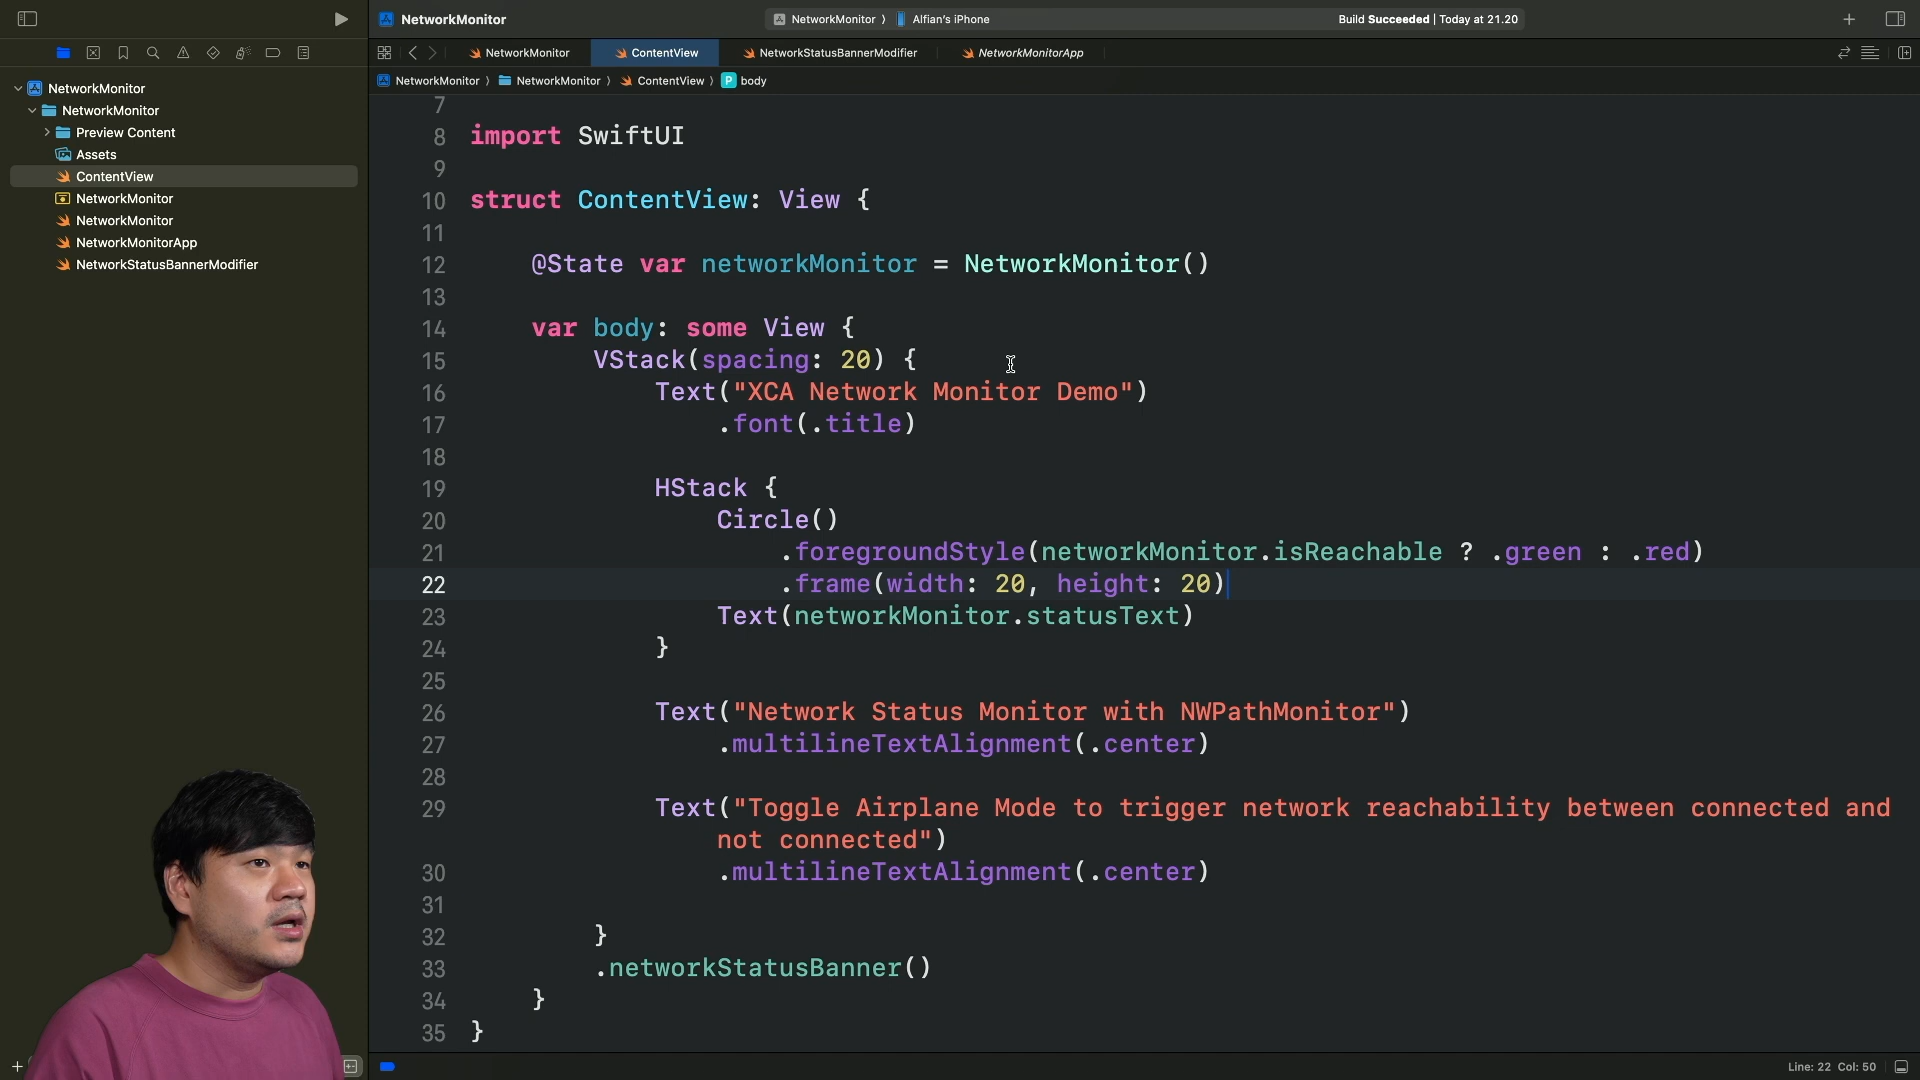 NetworkMonitor
NetworkMonitor 〉 Alfian's iPhone
Build Succeeded | Today at 21.20
NetworkMonitor
ContentView
NetworkStatusBannerModifier
NetworkMonitorApp
NetworkMonitor 〉 NetworkMonitor 〉 ContentView 〉 P body
NetworkMonitor
NetworkMonitor
Preview Content
Assets
ContentView
NetworkMonitor
NetworkMonitor
NetworkMonitorApp
NetworkStatusBannerModifier
7
8 import SwiftUI
9
10 struct ContentView: View {
11
12 @State var networkMonitor = NetworkMonitor()
13
14 var body: some View {
15 VStack(spacing: 20) {
16 Text("XCA Network Monitor Demo")
17 .font(.title)
18
19 HStack {
20 Circle()
21 .foregroundStyle(networkMonitor.isReachable ? .green : .red)
22 .frame(width: 20, height: 20)
23 Text(networkMonitor.statusText)
24 }
25
26 Text("Network Status Monitor with NWPathMonitor")
27 .multilineTextAlignment(.center)
28
29 Text("Toggle Airplane Mode to trigger network reachability between connected and
not connected")
30 .multilineTextAlignment(.center)
31
32 }
33 .networkStatusBanner()
34 }
35 }
Line: 22 Col: 50